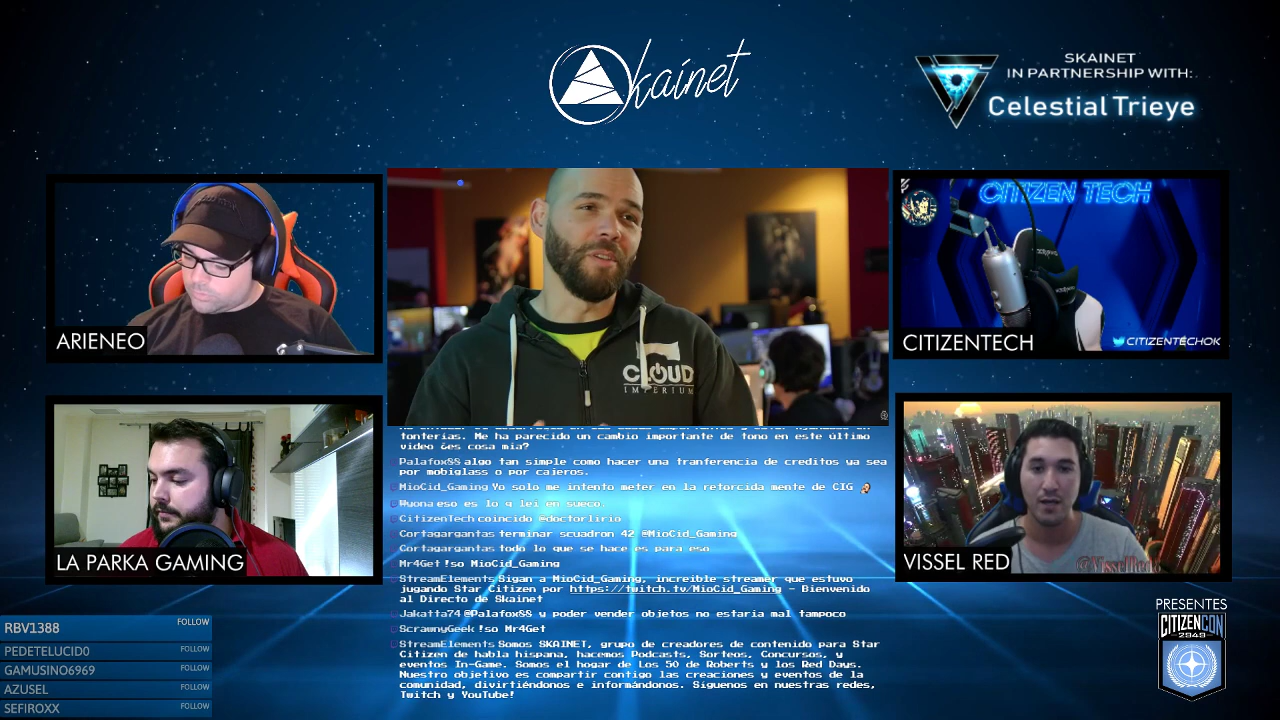 Skainet
SKAINET
IN PARTNERSHIP WITH:
Celestial Trieye
ARIENEO
CLOUD
IMPERIUM
CITIZEN TECH
CITIZENTECH
CITIZENTECHOK
LA PARKA GAMING
VISSEL RED
@VisselRed
tonterías. Me ha parecido un cambio importante de tono en este último
video ¿es cosa mia?
Palafox88 algo tan simple como hacer una tranferencia de creditos ya sea
por mobiglass o por cajeros.
MioCid_Gaming Yo solo me intento meter en la retorcida mente de CIG
Wyona eso es lo q leí en sueco
CitizenTech coincido @doctorlirio
Cortagargantas terminar scuadron 42 @MioCid_Gaming
Cortagargantas todo lo que se hace es para eso
Mr4Get !so MioCid_Gaming
StreamElements Sigan a MioCid_Gaming, increible streamer que estuvo
jugando Star Citizen por https://twitch.tv/MioCid_Gaming - Bienvenido
al Directo de Skainet
Jakatta74 @Palafox88 y poder vender objetos no estaria mal tampoco
ScrawnyGeek !so Mr4Get
StreamElements Somos SKAINET, grupo de creadores de contenido para Star
Citizen de habla hispana, hacemos Podcasts, Sorteos, Concursos, y
eventos In-Game. Somos el hogar de Los 50 de Roberts y los Red Days.
Nuestro objetivo es compartir contigo las creaciones y eventos de la
comunidad, divirtiéndonos e informándonos. Síguenos en nuestras redes,
Twitch y YouTube!
RBV1388 FOLLOW
PEDETELUCID0 FOLLOW
GAMUSINO6969 FOLLOW
AZUSEL FOLLOW
SEFIROXX FOLLOW
PRESENTES
CITIZENCON
2949